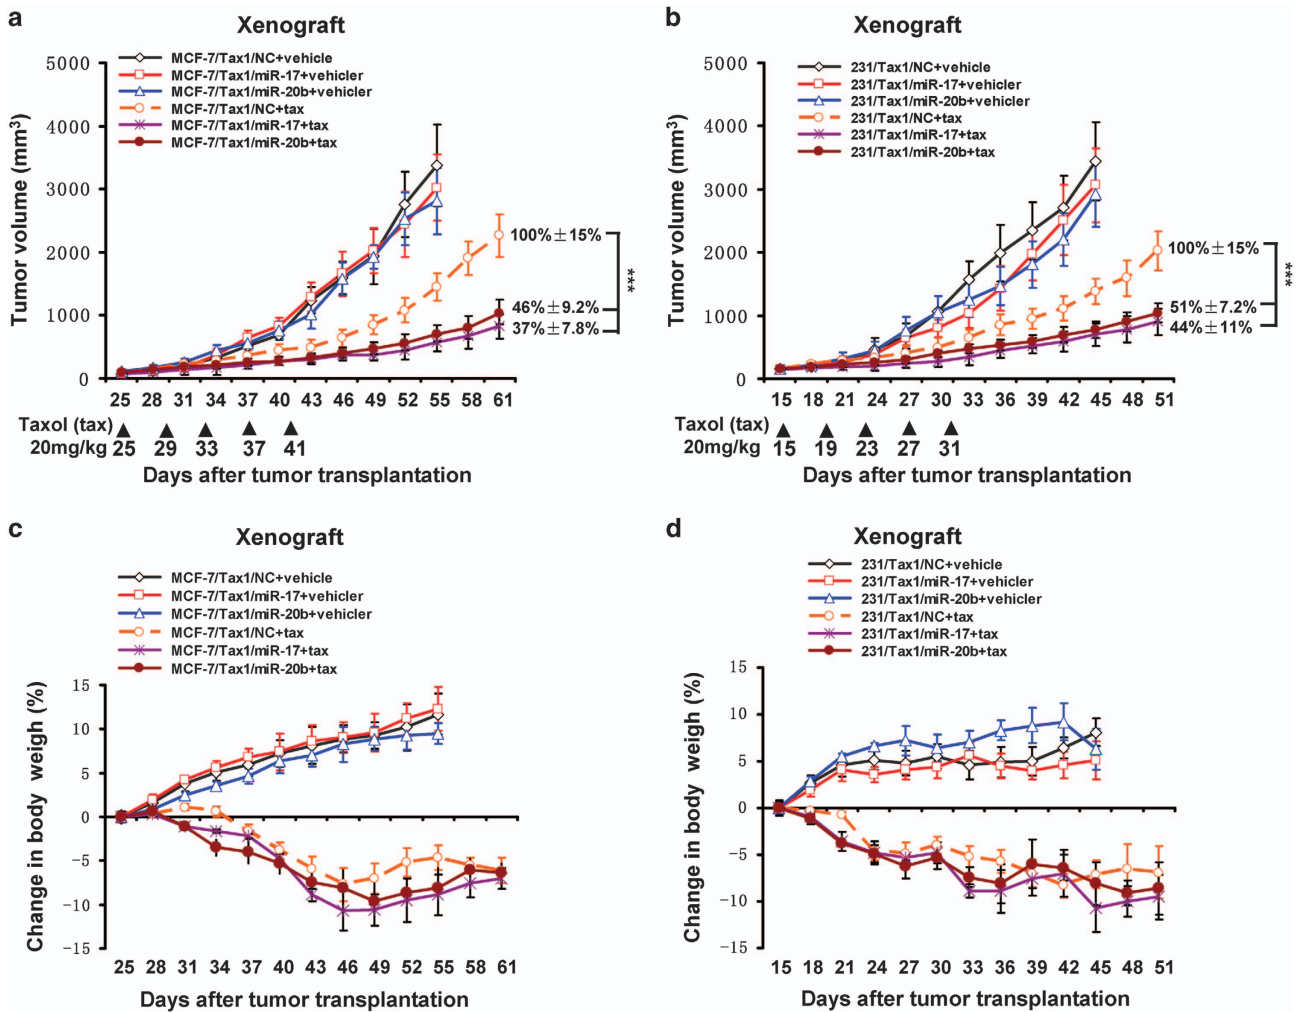 a
Xenograft
MCF-7/Tax1/NC+vehicle
MCF-7/Tax1/miR-17+vehicler
MCF-7/Tax1/miR-20b+vehicler
MCF-7/Tax1/NC+tax
MCF-7/Tax1/miR-17+tax
MCF-7/Tax1/miR-20b+tax
Tumor volume (mm³)
5000
4000
3000
2000
1000
0
100%±15%
46%±9.2%
37%±7.8%
***
25 28 31 34 37 40 43 46 49 52 55 58 61
Taxol (tax) ▲ ▲ ▲ ▲ ▲
20mg/kg 25 29 33 37 41
Days after tumor transplantation
b
Xenograft
231/Tax1/NC+vehicle
231/Tax1/miR-17+vehicler
231/Tax1/miR-20b+vehicler
231/Tax1/NC+tax
231/Tax1/miR-17+tax
231/Tax1/miR-20b+tax
Tumor volume (mm³)
5000
4000
3000
2000
1000
0
100%±15%
51%±7.2%
44%±11%
***
15 18 21 24 27 30 33 36 39 42 45 48 51
Taxol (tax) ▲ ▲ ▲ ▲ ▲
20mg/kg 15 19 23 27 31
Days after tumor transplantation
c
Xenograft
MCF-7/Tax1/NC+vehicle
MCF-7/Tax1/miR-17+vehicler
MCF-7/Tax1/miR-20b+vehicler
MCF-7/Tax1/NC+tax
MCF-7/Tax1/miR-17+tax
MCF-7/Tax1/miR-20b+tax
Change in body weigh (%)
15
10
5
0
−5
−10
−15
25 28 31 34 37 40 43 46 49 52 55 58 61
Days after tumor transplantation
d
Xenograft
231/Tax1/NC+vehicle
231/Tax1/miR-17+vehicler
231/Tax1/miR-20b+vehicler
231/Tax1/NC+tax
231/Tax1/miR-17+tax
231/Tax1/miR-20b+tax
Change in body weigh (%)
15
10
5
0
−5
−10
−15
15 18 21 24 27 30 33 36 39 42 45 48 51
Days after tumor transplantation